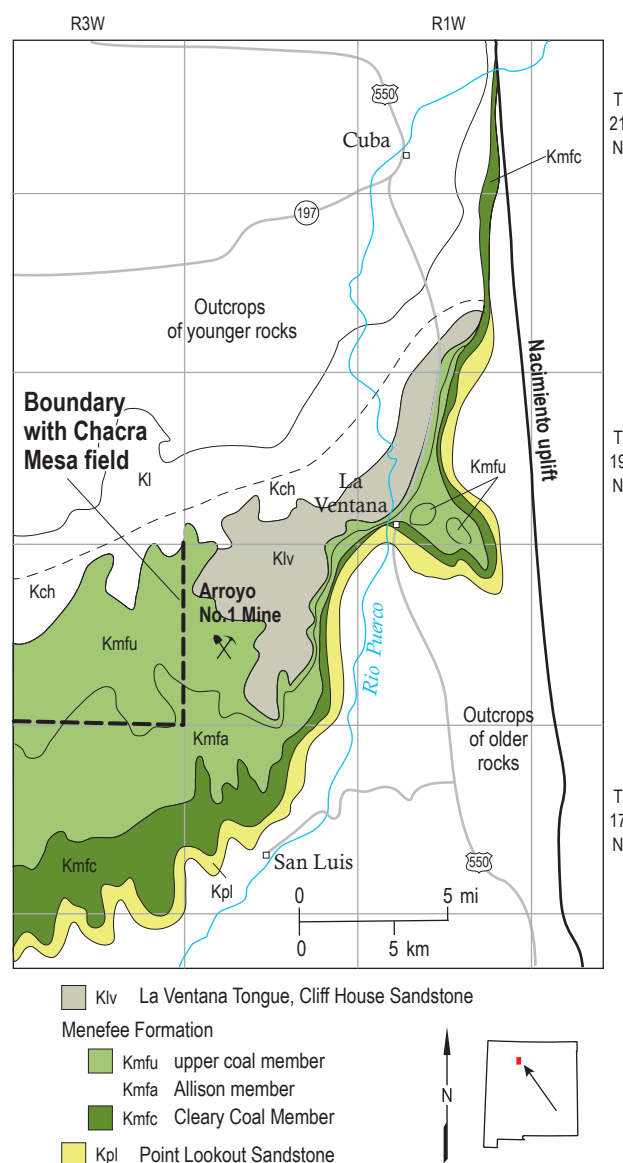 R3W
R1W
T
21
N
550
Cuba
Kmfc
197
Outcrops
of younger rocks
Nacimiento uplift
Boundary
with Chacra
Mesa field
T
19
N
Kmfu
La
Ventana
Kl
Kch
Klv
Kch
Arroyo
No.1 Mine
Kmfu
Rio Puerco
Outcrops
of older
rocks
Kmfa
T
17
N
Kmfc
San Luis
550
Kpl
0
5 mi
0
5 km
Klv La Ventana Tongue, Cliff House Sandstone
Menefee Formation
Kmfu upper coal member
Kmfa Allison member
Kmfc Cleary Coal Member
Kpl Point Lookout Sandstone
N